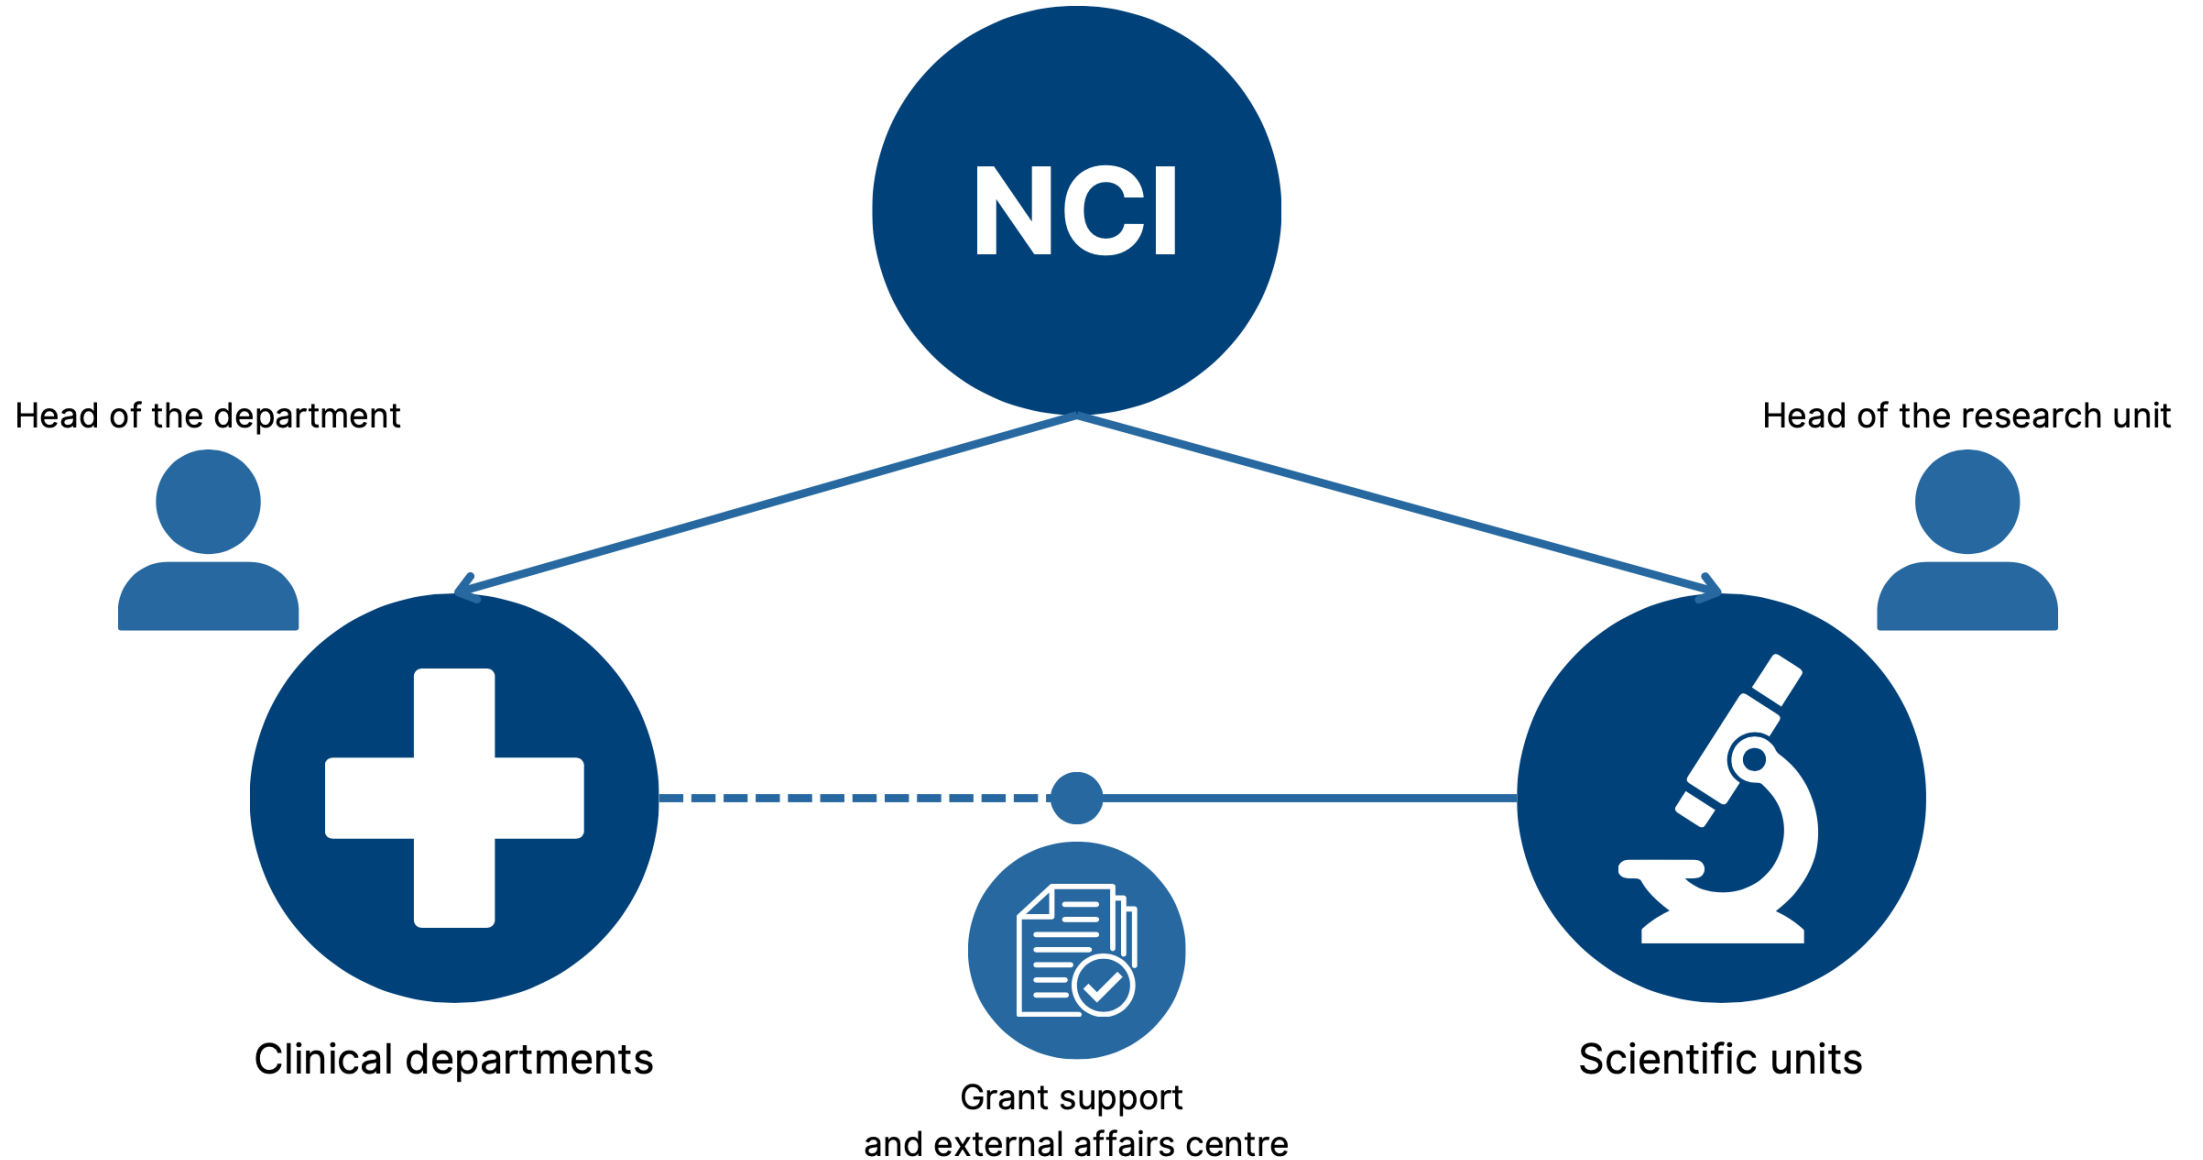 NCI
Head of the department
Head of the research unit
Clinical departments
Scientific units
Grant support
and external affairs centre